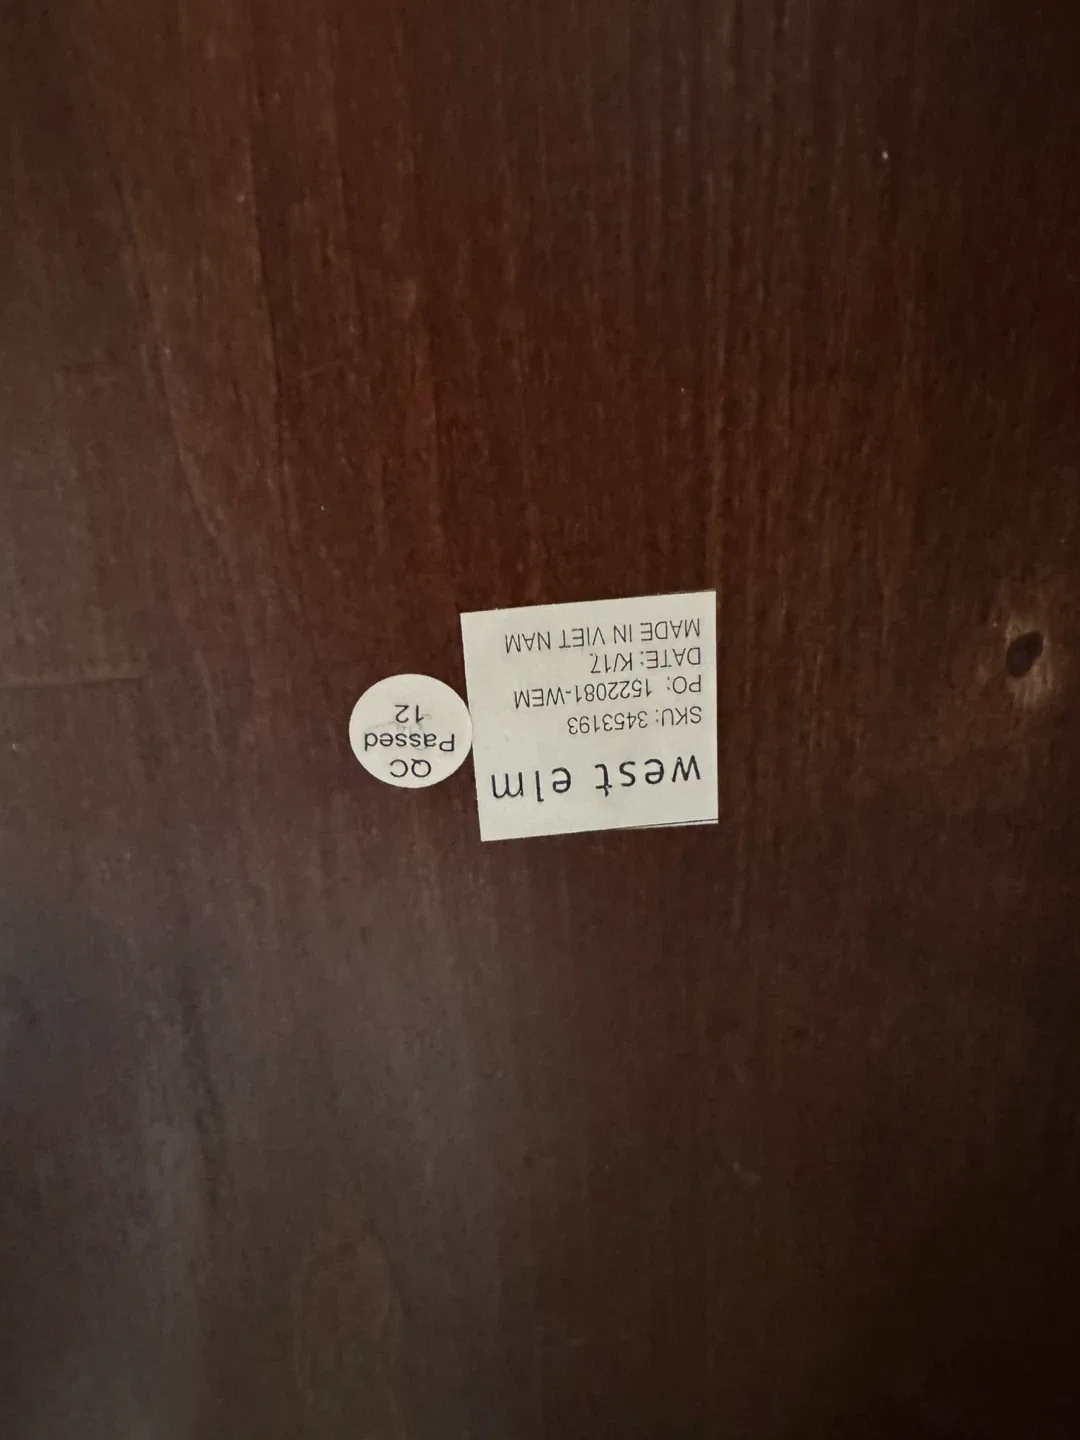 west elm
SKU: 3453193
PO: 1522081-WEM
DATE: K/17.
MADE IN VIET NAM
QC
Passed
12